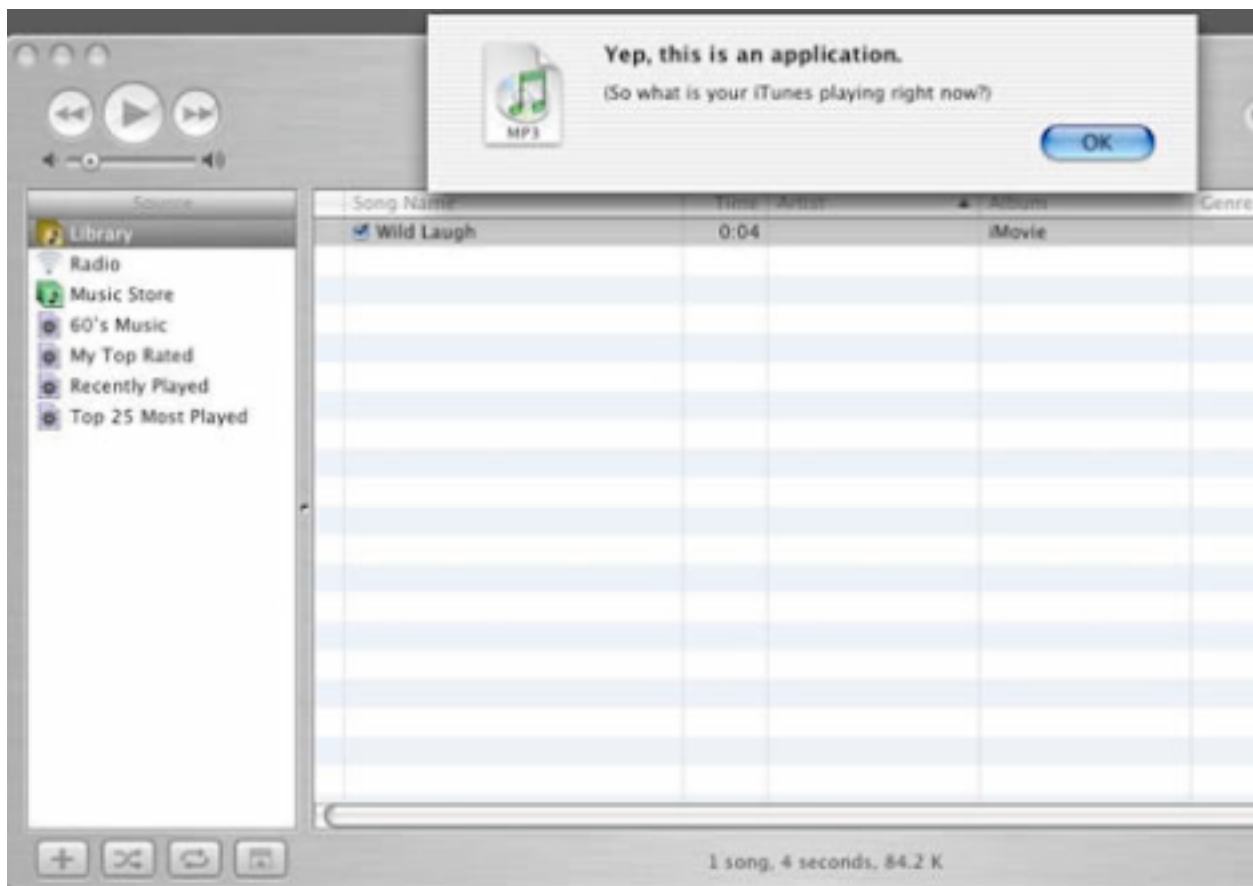 Yep, this is an application.
(So what is your iTunes playing right now?)
MP3
OK
Source
Song Name Time Artist Album Genre
Library
Wild Laugh 0:04 iMovie
Radio
Music Store
60's Music
My Top Rated
Recently Played
Top 25 Most Played
1 song, 4 seconds, 84.2 K